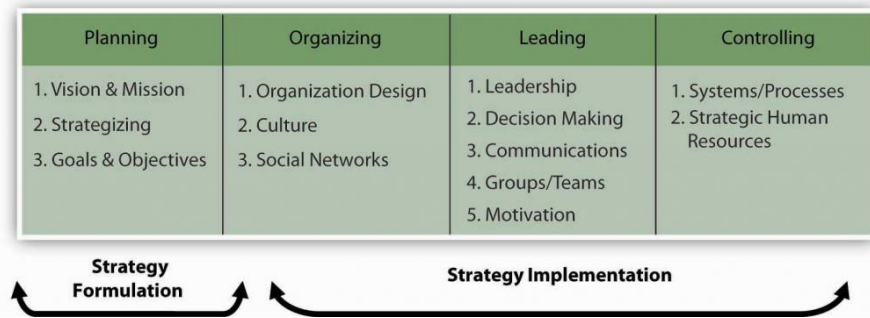 Planning
Organizing
Leading
Controlling
1. Vision & Mission
2. Strategizing
3. Goals & Objectives
1. Organization Design
2. Culture
3. Social Networks
1. Leadership
2. Decision Making
3. Communications
4. Groups/Teams
5. Motivation
1. Systems/Processes
2. Strategic Human
Resources
Strategy
Formulation
Strategy Implementation